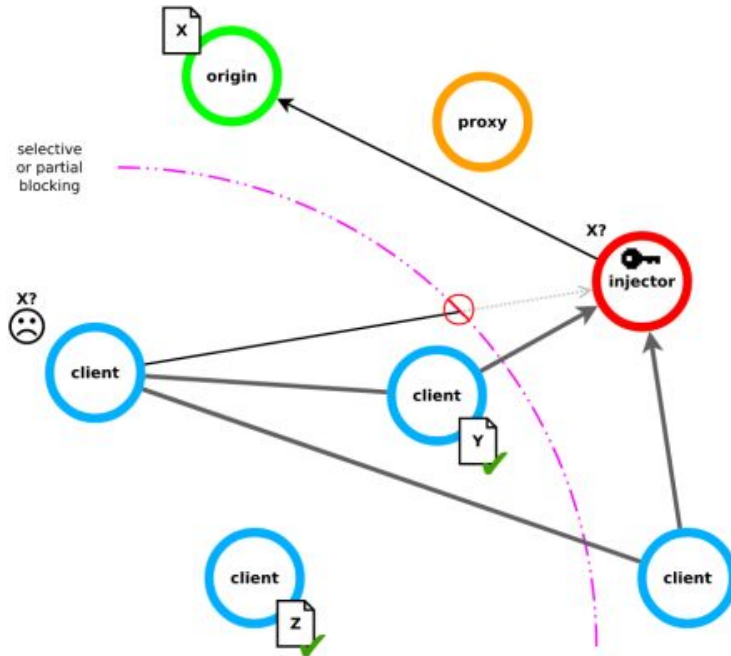 X
origin
proxy
selective
or partial
blocking
X?
injector
X?
client
client
Y
client
client
Z